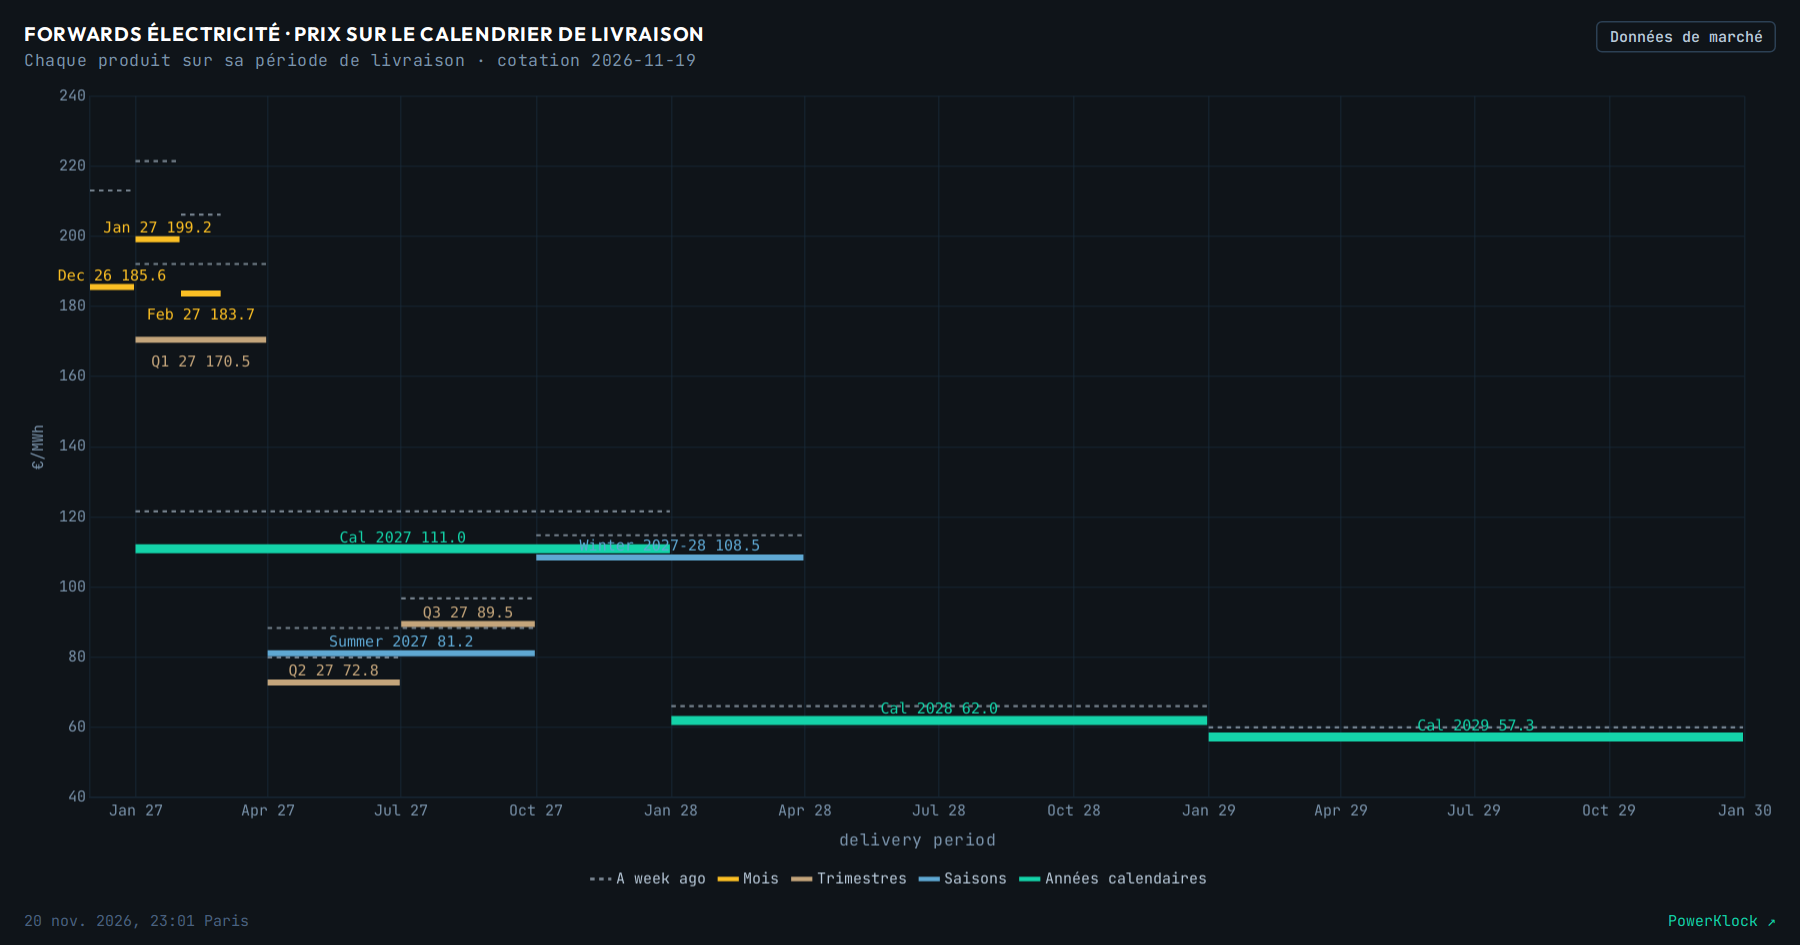 FORWARDS ÉLECTRICITÉ · PRIX SUR LE CALENDRIER DE LIVRAISON
Données de marché
Chaque produit sur sa période de livraison · cotation 2026-11-19
240
220
200
180
160
140
120
100
80
60
40
€/MWh
Jan 27 199.2
Dec 26 185.6
Feb 27 183.7
Q1 27 170.5
Cal 2027 111.0
Winter 2027-28 108.5
Q3 27 89.5
Summer 2027 81.2
Q2 27 72.8
Cal 2028 62.0
Cal 2029 57.3
Jan 27 Apr 27 Jul 27 Oct 27 Jan 28 Apr 28 Jul 28 Oct 28 Jan 29 Apr 29 Jul 29 Oct 29 Jan 30
delivery period
A week ago Mois Trimestres Saisons Années calendaires
20 nov. 2026, 23:01 Paris
PowerKlock ↗